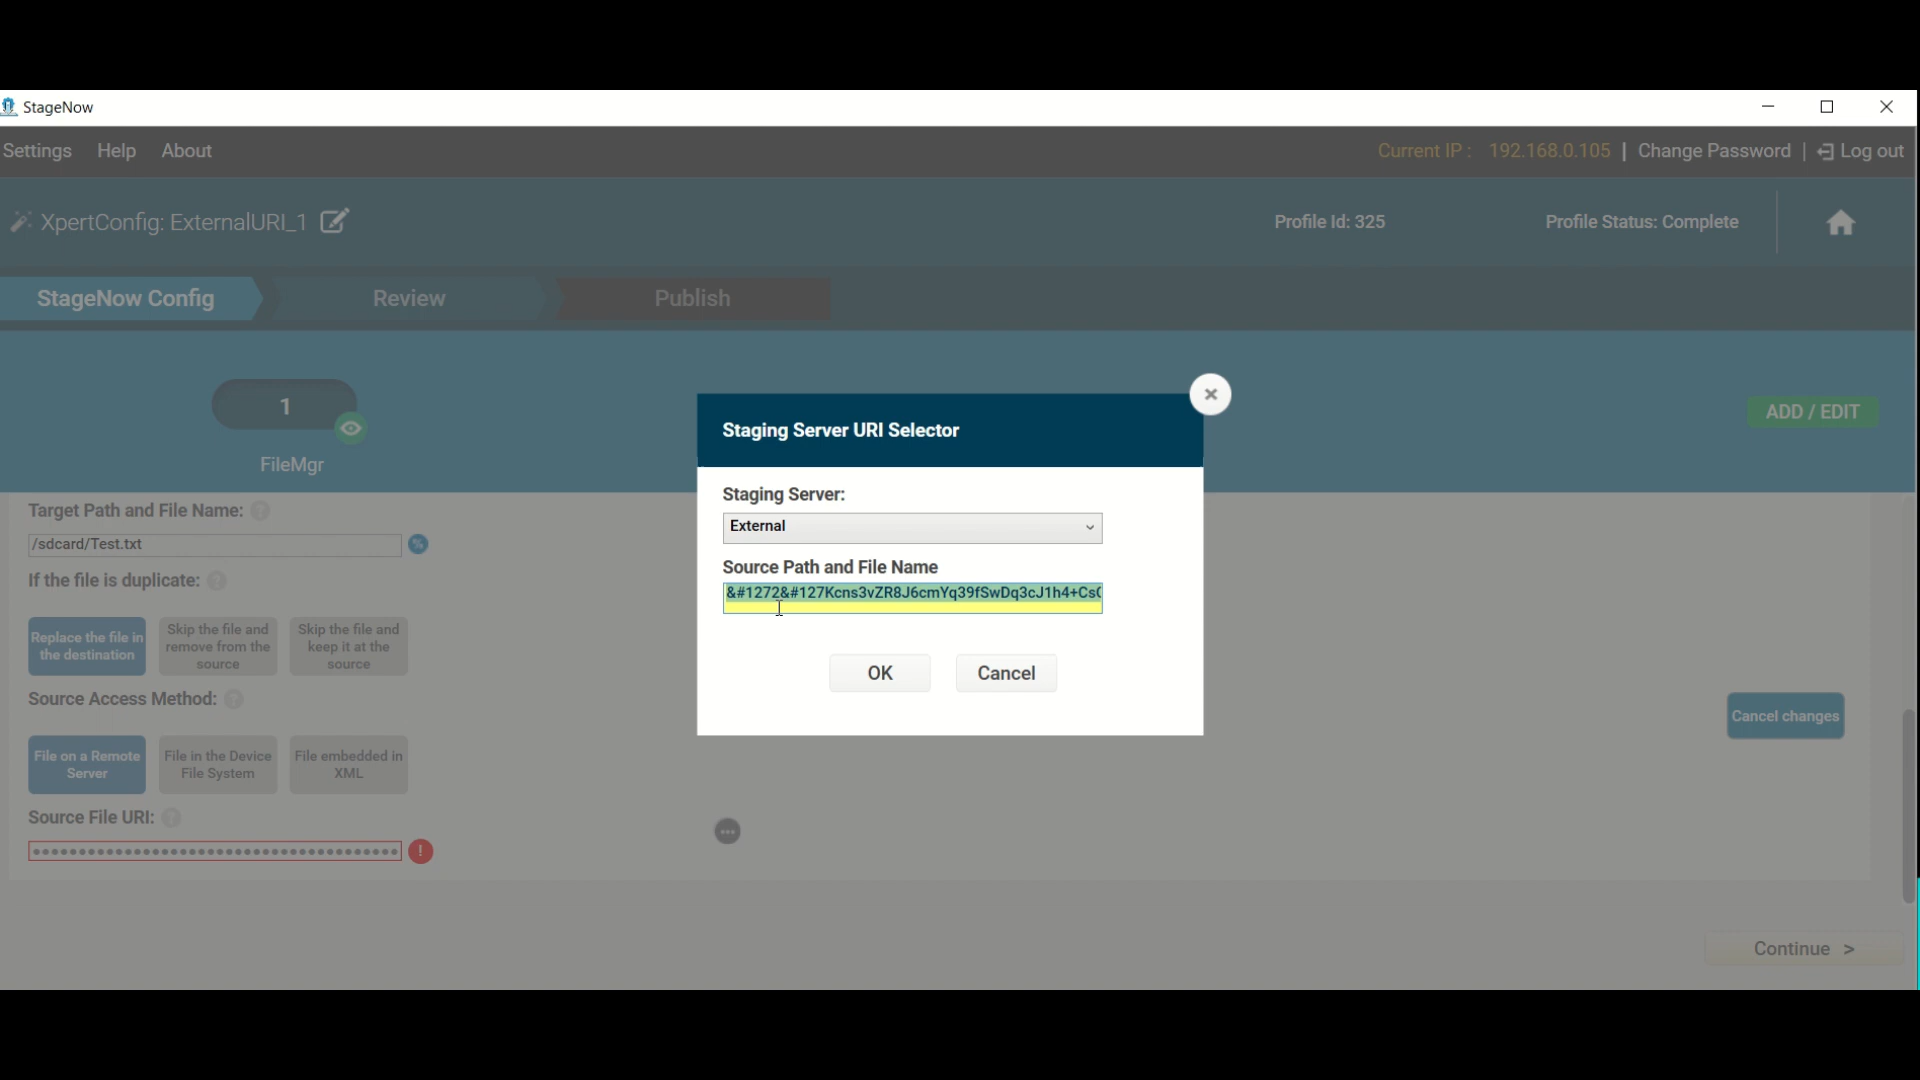 StageNow
Settings Help About
Current IP : 192.168.0.105 | Change Password | Log out
XpertConfig: ExternalURI_1
Profile Id: 325
Profile Status: Complete
StageNow Config
Review
Publish
1
FileMgr
ADD / EDIT
Target Path and File Name: ?
/sdcard/Test.txt
If the file is duplicate: ?
Replace the file in
the destination
Skip the file and
remove from the
source
Skip the file and
keep it at the
source
Source Access Method: ?
File on a Remote
Server
File in the Device
File System
File embedded in
XML
Source File URI: ?
!
Staging Server URI Selector
Staging Server:
External
Source Path and File Name
&#1272&#127Kcns3vZR8J6cmYq39fSwDq3cJ1h4+Cs
OK
Cancel
Cancel changes
Continue >